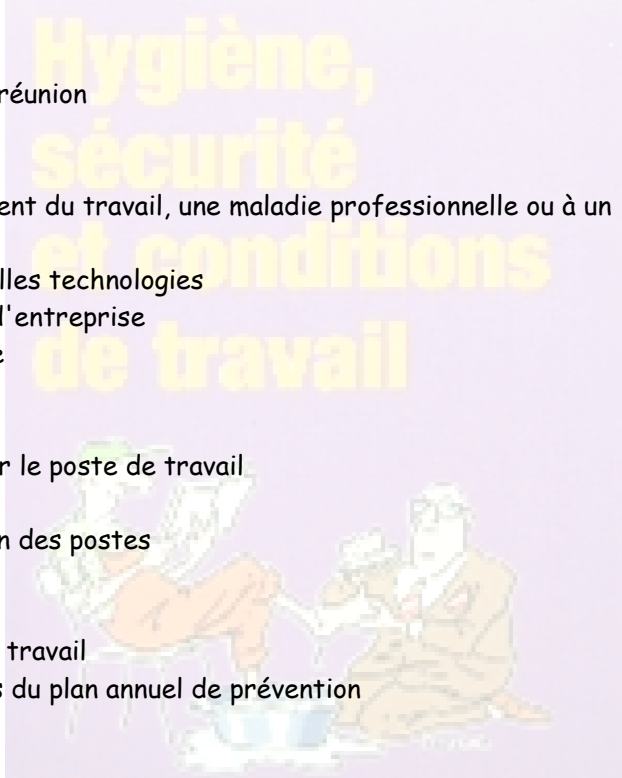 Hygiène,
réunion
sécurité
ent du travail, une maladie professionnelle ou à un
et conditions
lles technologies
l'entreprise
e
de travail
r le poste de travail
n des postes
travail
s du plan annuel de prévention